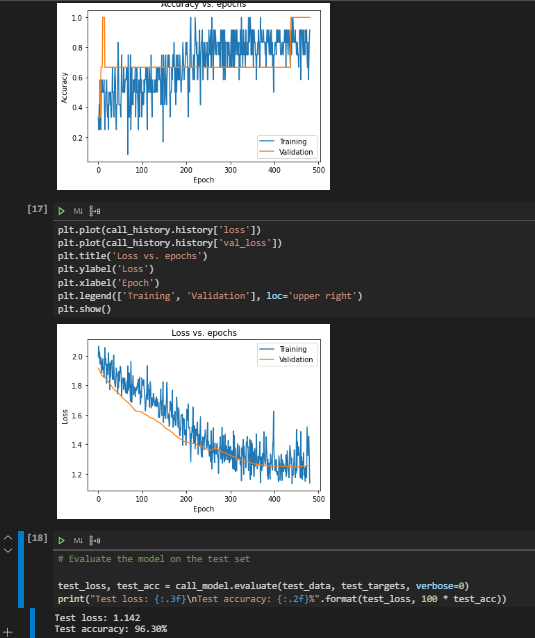 Accuracy vs. epochs
1.0
0.8
0.6
0.4
0.2
Accuracy
Training
Validation
0 100 200 300 400 500
Epoch
[17]
M↓
plt.plot(call_history.history['loss'])
plt.plot(call_history.history['val_loss'])
plt.title('Loss vs. epochs')
plt.ylabel('Loss')
plt.xlabel('Epoch')
plt.legend(['Training', 'Validation'], loc='upper right')
plt.show()
Loss vs. epochs
Training
Validation
2.0
1.8
1.6
1.4
1.2
Loss
0 100 200 300 400 500
Epoch
[18]
M↓
# Evaluate the model on the test set
test_loss, test_acc = call_model.evaluate(test_data, test_targets, verbose=0)
print("Test loss: {:.3f}\nTest accuracy: {:.2f}%".format(test_loss, 100 * test_acc))
Test loss: 1.142
Test accuracy: 96.30%